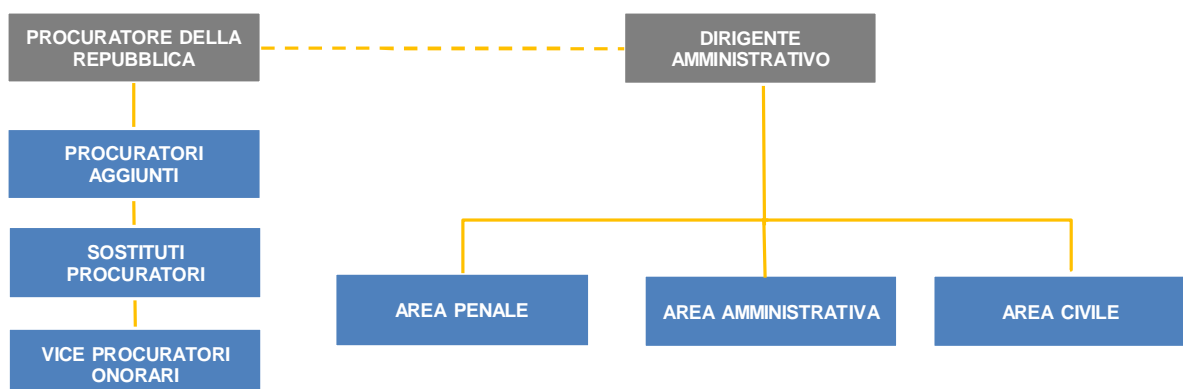 PROCURATORE DELLA
REPUBBLICA
DIRIGENTE
AMMINISTRATIVO
PROCURATORI
AGGIUNTI
SOSTITUTI
PROCURATORI
AREA PENALE
AREA AMMINISTRATIVA
AREA CIVILE
VICE PROCURATORI
ONORARI